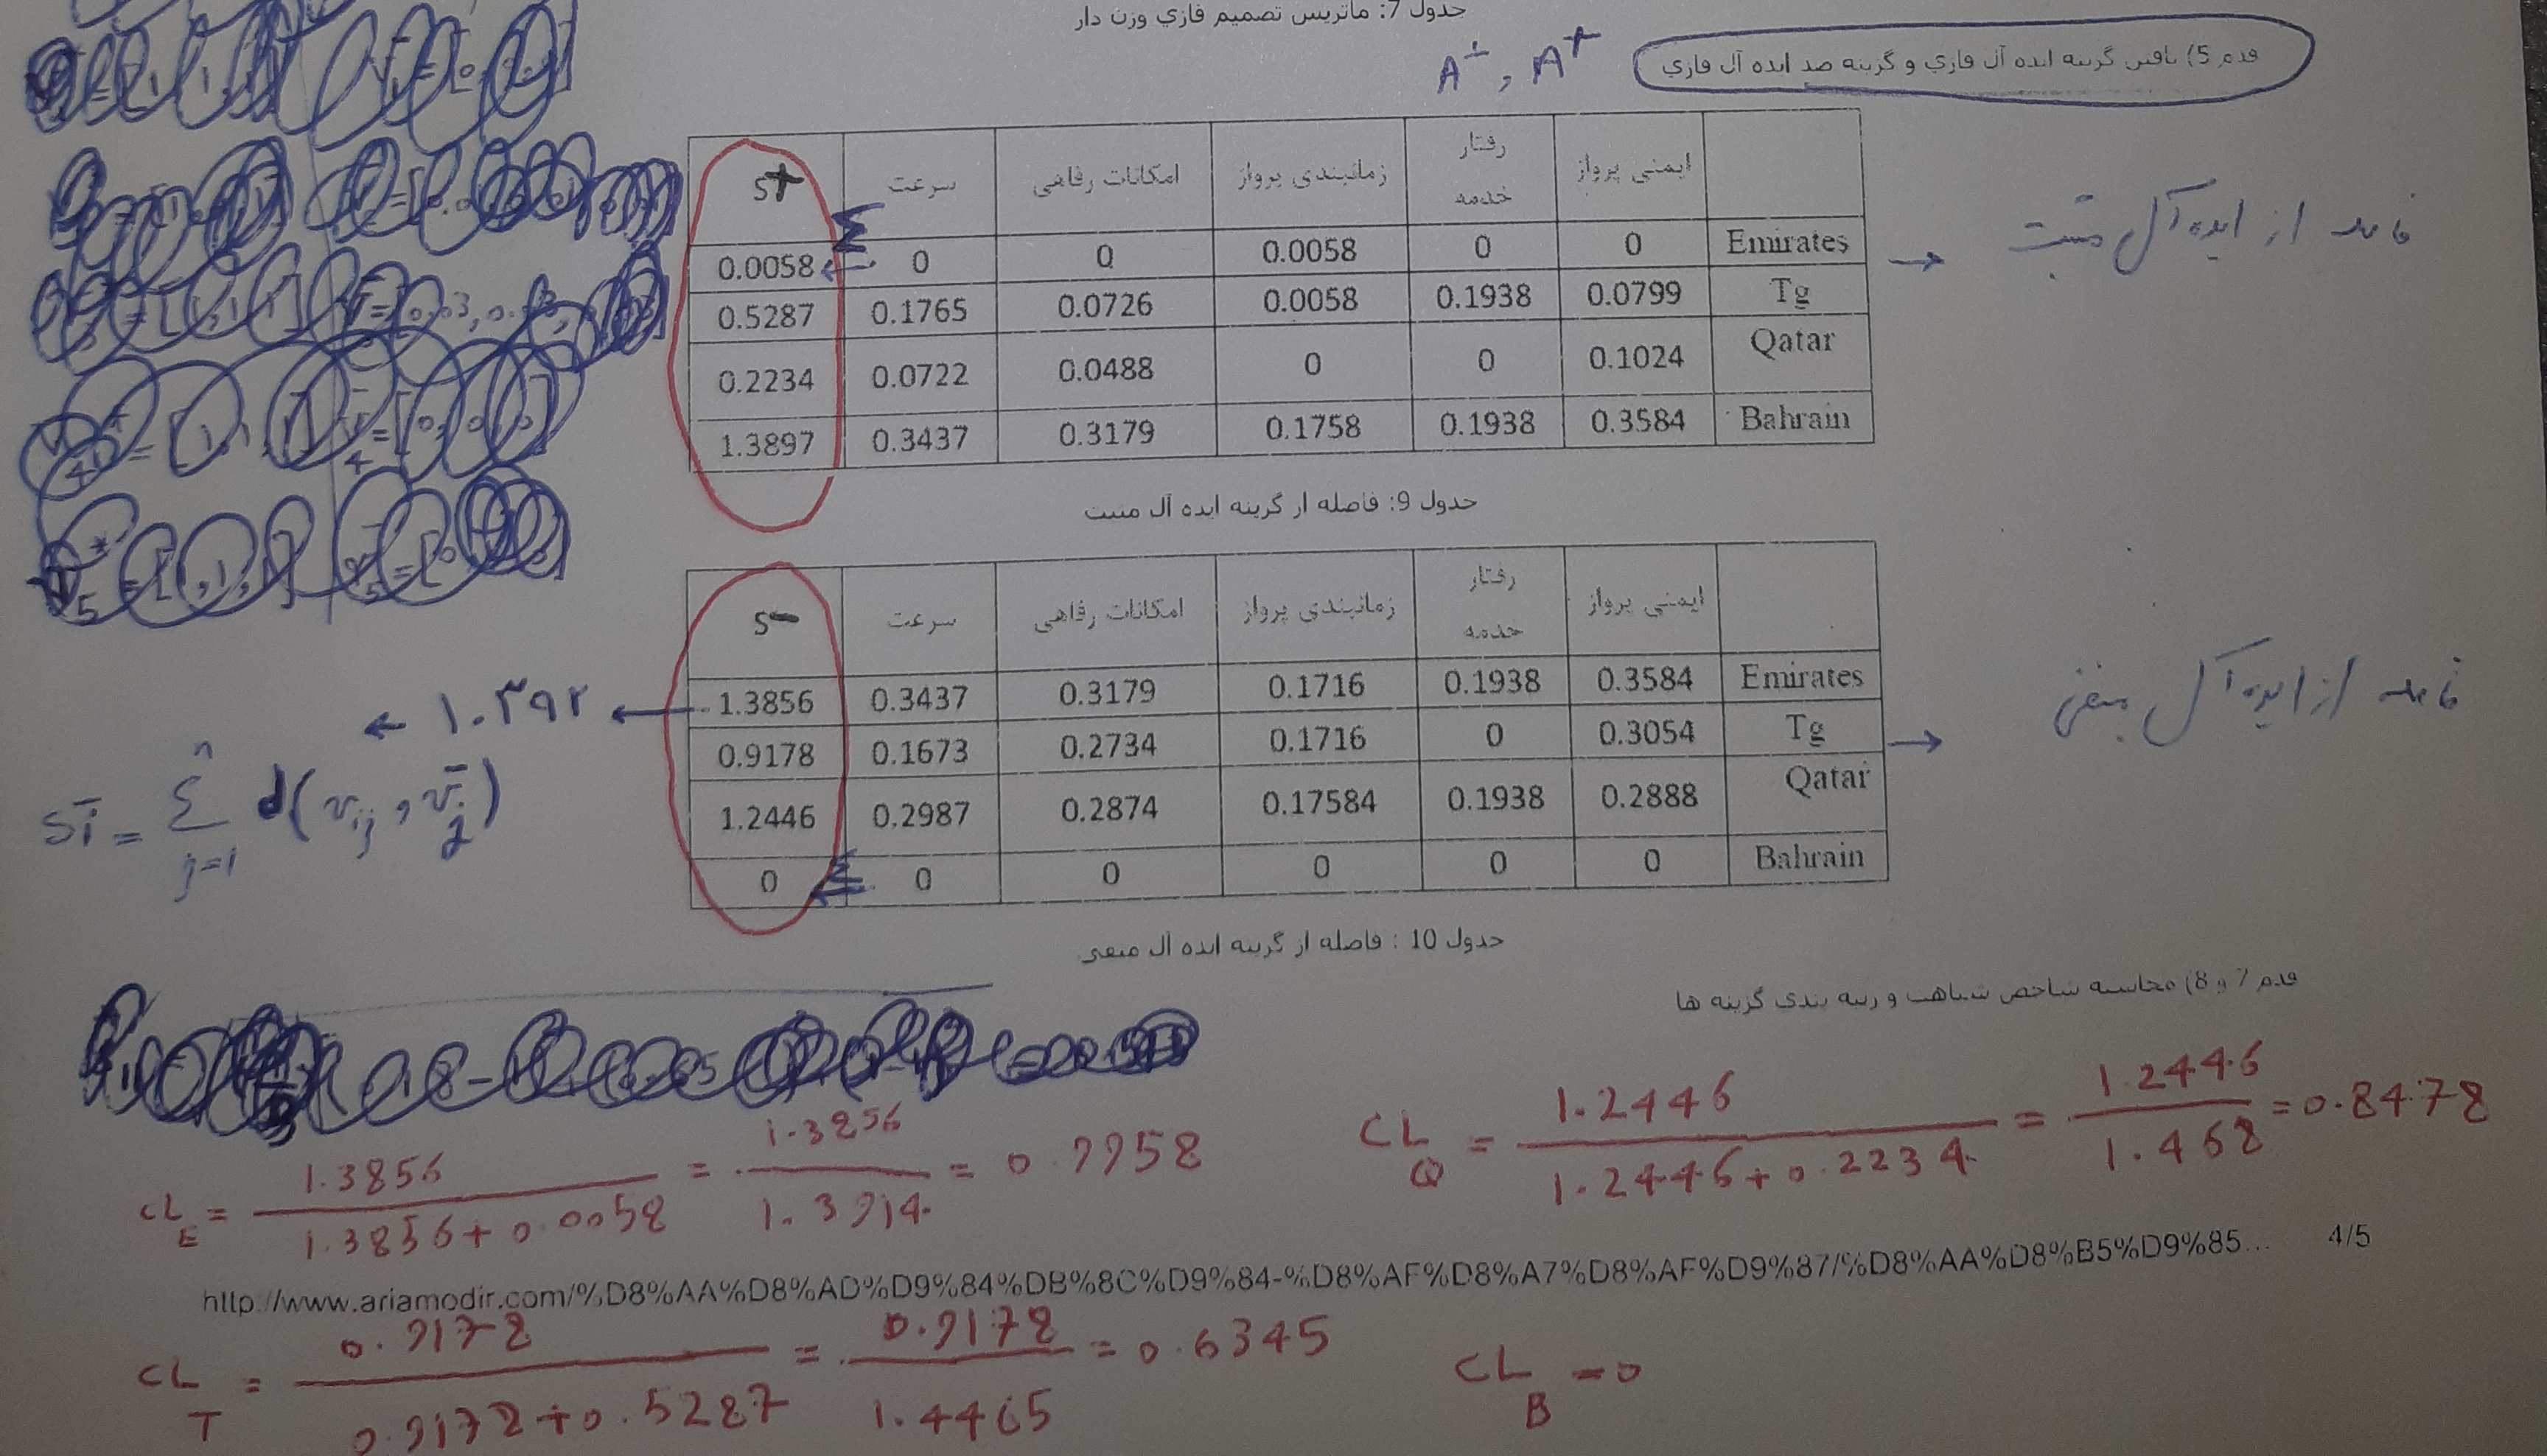 جدول 7: ماتریس تصمیم فازي وزن دار
قدم 5) یافتن گزینه ایده آل فازي و گزینه ضد ایده آل فازي
A⁻ , A⁺
ایمنی پرواز رفتار خدمه زمانبندی پرواز امکانات رفاهی سرعت S+
Emirates 0 0 0.0058 0 0 0.0058
Tg 0.0799 0.1938 0.0058 0.0726 0.1765 0.5287
Qatar 0.1024 0 0 0.0488 0.0722 0.2234
Bahrain 0.3584 0.1938 0.1758 0.3179 0.3437 1.3897
Σ
→ فاصله از ایده آل مثبت
جدول 9: فاصله از گزینه ایده آل مثبت
ایمنی پرواز رفتار خدمه زمانبندی پرواز امکانات رفاهی سرعت S-
Emirates 0.3584 0.1938 0.1716 0.3179 0.3437 1.3856
Tg 0.3054 0 0.1716 0.2734 0.1673 0.9178
Qatar 0.2888 0.1938 0.17584 0.2874 0.2987 1.2446
Bahrain 0 0 0 0 0 0
Σ
→ فاصله از ایده آل منفی
← ۱.۳۹۲ ←
Sī = Σ d(vij , v̄j)
n
j=1
جدول 10 : فاصله از گزینه ایده آل منفی
قدم 7 و 8) محاسبه شاخص شباهت و رتبه بندی گزینه ها
CL_E = 1.3856 / 1.3856 + 0.0058 = 1.3856 / 1.3914 = 0.9958
CL_Q = 1.2446 / 1.2446 + 0.2234 = 1.2446 / 1.468 = 0.8478
http://www.ariamodir.com/%D8%AA%D8%AD%D9%84%DB%8C%D9%84-%D8%AF%D8%A7%D8%AF%D9%87/%D8%AA%D8%B5%D9%85... 4/5
CL_T = 0.9178 / 0.9178 + 0.5287 = 0.9178 / 1.4465 = 0.6345
CL_B = 0